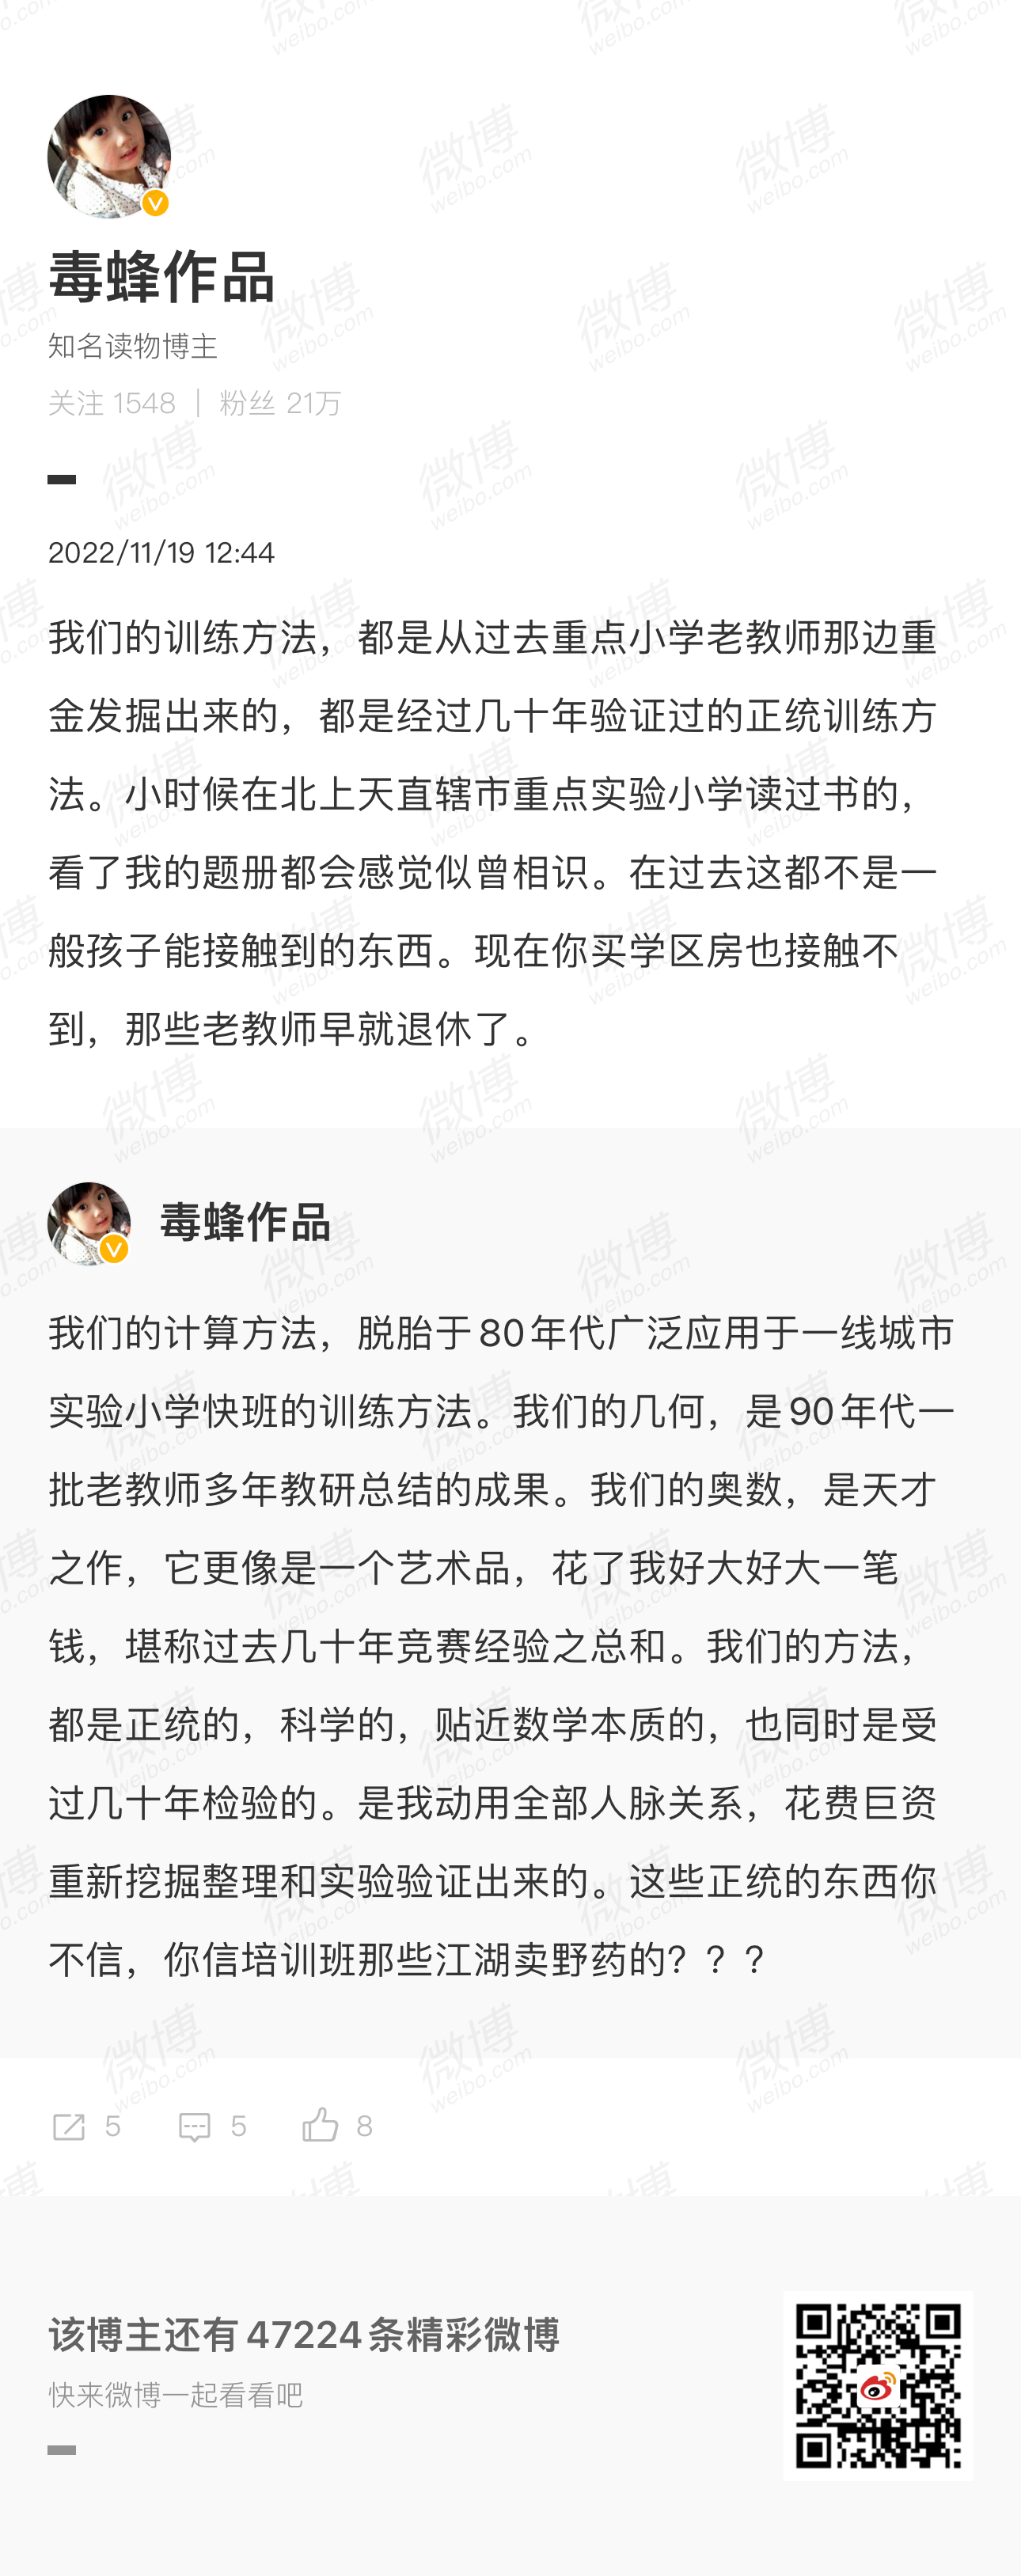 毒蜂作品
知名读物博主
关注 1548 | 粉丝 21万
2022/11/19 12:44
我们的训练方法，都是从过去重点小学老教师那边重
金发掘出来的，都是经过几十年验证过的正统训练方
法。小时候在北上天直辖市重点实验小学读过书的，
看了我的题册都会感觉似曾相识。在过去这都不是一
般孩子能接触到的东西。现在你买学区房也接触不
到，那些老教师早就退休了。
毒蜂作品
我们的计算方法，脱胎于80年代广泛应用于一线城市
实验小学快班的训练方法。我们的几何，是90年代一
批老教师多年教研总结的成果。我们的奥数，是天才
之作，它更像是一个艺术品，花了我好大好大一笔
钱，堪称过去几十年竞赛经验之总和。我们的方法，
都是正统的，科学的，贴近数学本质的，也同时是受
过几十年检验的。是我动用全部人脉关系，花费巨资
重新挖掘整理和实验验证出来的。这些正统的东西你
不信，你信培训班那些江湖卖野药的？？？
5 5 8
该博主还有47224条精彩微博
快来微博一起看看吧
微博
weibo.com